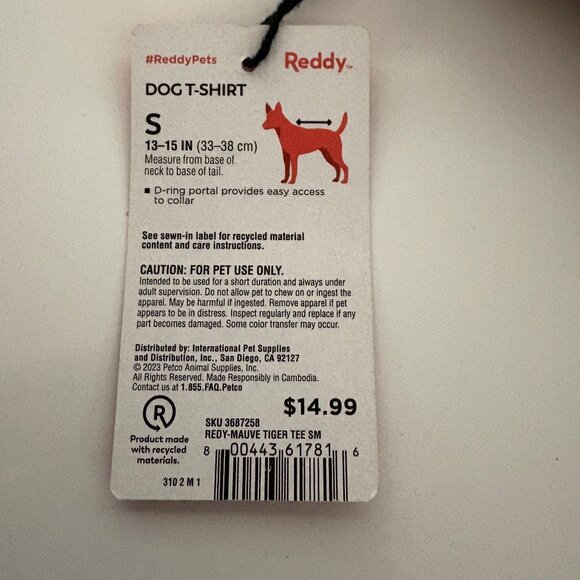 #ReddyPets
Reddy™
DOG T-SHIRT
S
13–15 IN (33–38 cm)
Measure from base of
neck to base of tail.
■ D-ring portal provides easy access
to collar
See sewn-in label for recycled material
content and care instructions.
CAUTION: FOR PET USE ONLY.
Intended to be used for a short duration and always under
adult supervision. Do not allow pet to chew on or ingest the
apparel. May be harmful if ingested. Remove apparel if pet
appears to be in distress. Inspect regularly and replace if any
part becomes damaged. Some color transfer may occur.
Distributed by: International Pet Supplies
and Distribution, Inc., San Diego, CA 92127
© 2023 Petco Animal Supplies, Inc.
All Rights Reserved. Made Responsibly in Cambodia.
Contact us at 1.855.FAQ.Petco
$14.99
R
Product made
with recycled
materials.
310 2 M 1
SKU 3687258
REDY-MAUVE TIGER TEE SM
8 00443 61781 6